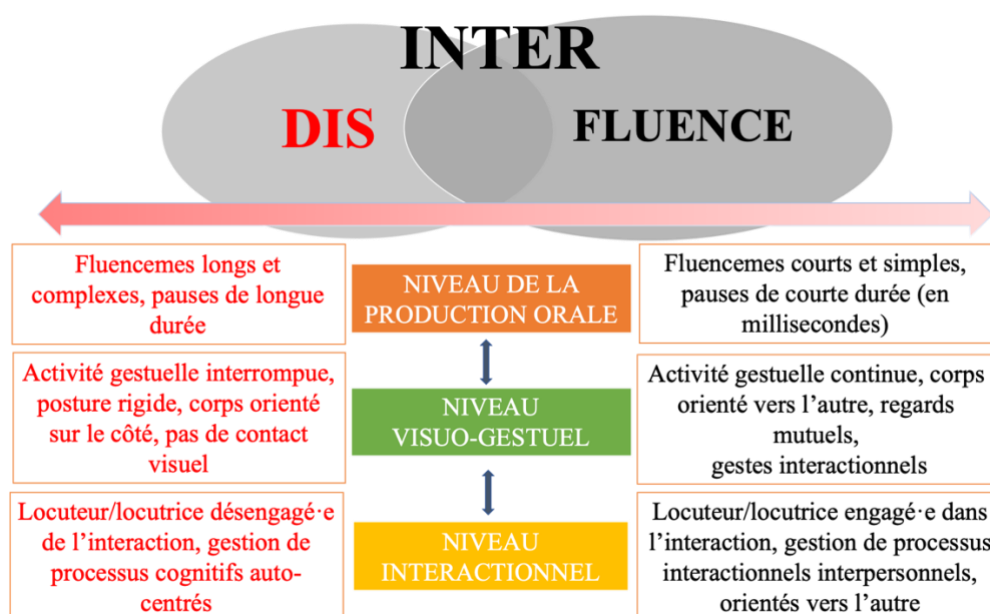 INTER
DIS
FLUENCE
Fluencemes longs et
complexes, pauses de longue
durée
NIVEAU DE LA
PRODUCTION ORALE
Fluencemes courts et simples,
pauses de courte durée (en
millisecondes)
Activité gestuelle interrompue,
posture rigide, corps orienté
sur le côté, pas de contact
visuel
NIVEAU
VISUO-GESTUEL
Activité gestuelle continue, corps
orienté vers l’autre, regards
mutuels,
gestes interactionnels
Locuteur/locutrice désengagé·e
de l’interaction, gestion de
processus cognitifs auto-
centrés
NIVEAU
INTERACTIONNEL
Locuteur/locutrice engagé·e dans
l’interaction, gestion de processus
interactionnels interpersonnels,
orientés vers l’autre